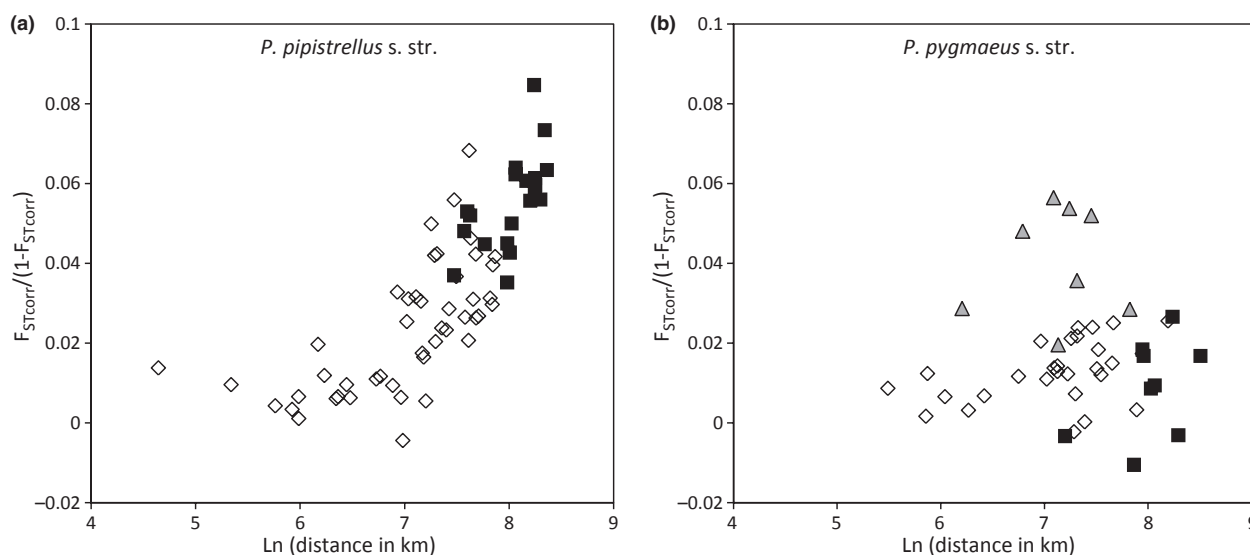 (a)
P. pipistrellus s. str.
F_STcorr/(1-F_STcorr)
0.1
0.08
0.06
0.04
0.02
0
–0.02
4 5 6 7 8 9
Ln (distance in km)
(b)
P. pygmaeus s. str.
F_STcorr/(1-F_STcorr)
0.1
0.08
0.06
0.04
0.02
0
–0.02
4 5 6 7 8 9
Ln (distance in km)